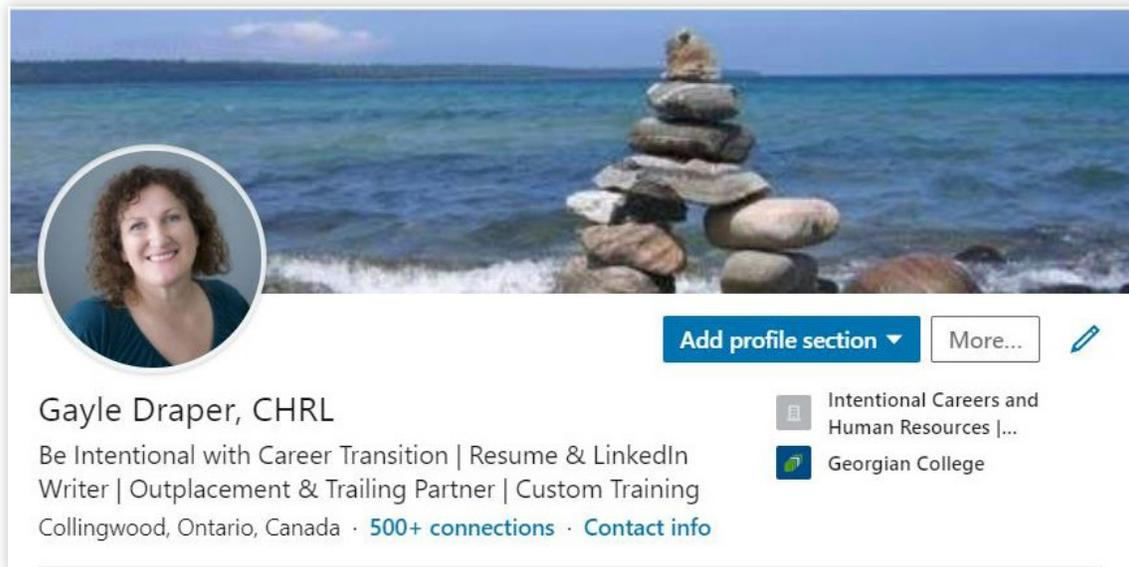 Add profile section
More...
Gayle Draper, CHRL
Be Intentional with Career Transition | Resume & LinkedIn
Writer | Outplacement & Trailing Partner | Custom Training
Collingwood, Ontario, Canada · 500+ connections · Contact info
Intentional Careers and
Human Resources |...
Georgian College